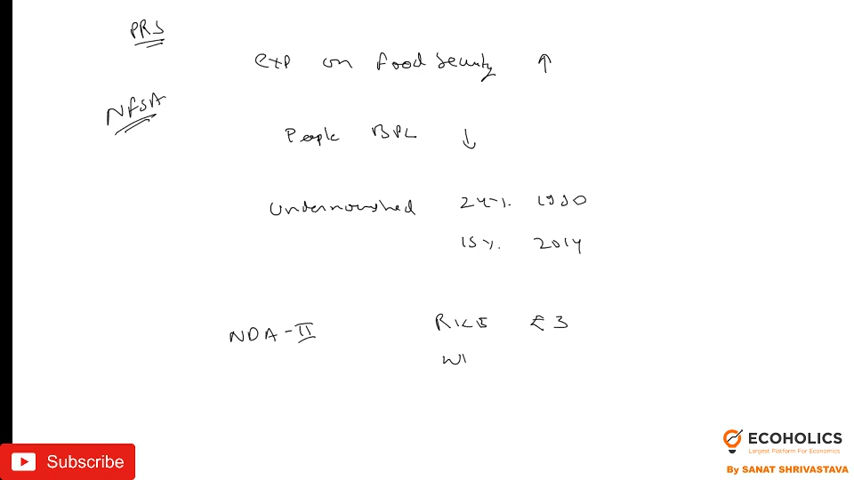 PRS
exp on food security ↑
NFSA
People BPL ↓
Undernourished 24%. 1990
15%. 2014
NDA-II RICE ₹3
WH
Subscribe
ECOHOLICS
Largest Platform For Economics
By SANAT SHRIVASTAVA